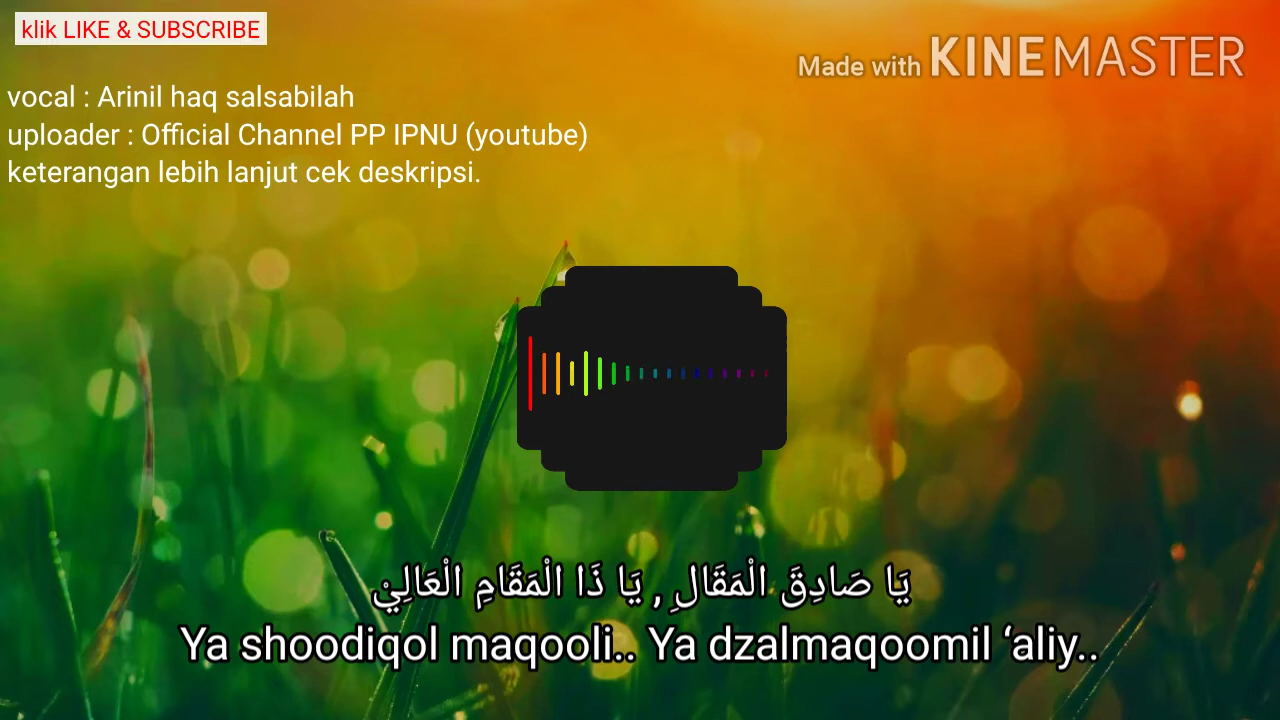 klik LIKE & SUBSCRIBE
Made with KINEMASTER
vocal : Arinil haq salsabilah
uploader : Official Channel PP IPNU (youtube)
keterangan lebih lanjut cek deskripsi.
يَا صَادِقَ الْمَقَالِ , يَا ذَا الْمَقَامِ الْعَالِيْ
Ya shoodiqol maqooli.. Ya dzalmaqoomil ‘aliy..